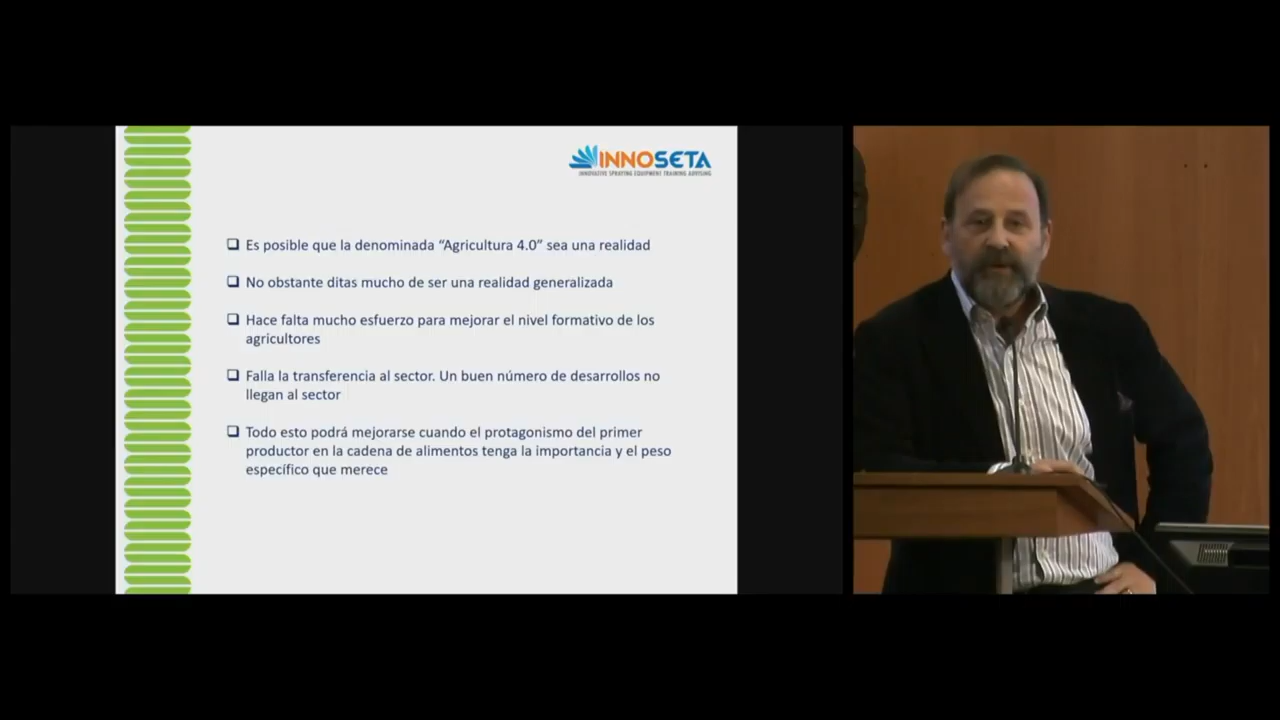 INNOSETA
INNOVATIVE SPRAYING EQUIPMENT TRAINING ADVISING
Es posible que la denominada “Agricultura 4.0” sea una realidad
No obstante ditas mucho de ser una realidad generalizada
Hace falta mucho esfuerzo para mejorar el nivel formativo de los
agricultores
Falla la transferencia al sector. Un buen número de desarrollos no
llegan al sector
Todo esto podrá mejorarse cuando el protagonismo del primer
productor en la cadena de alimentos tenga la importancia y el peso
específico que merece